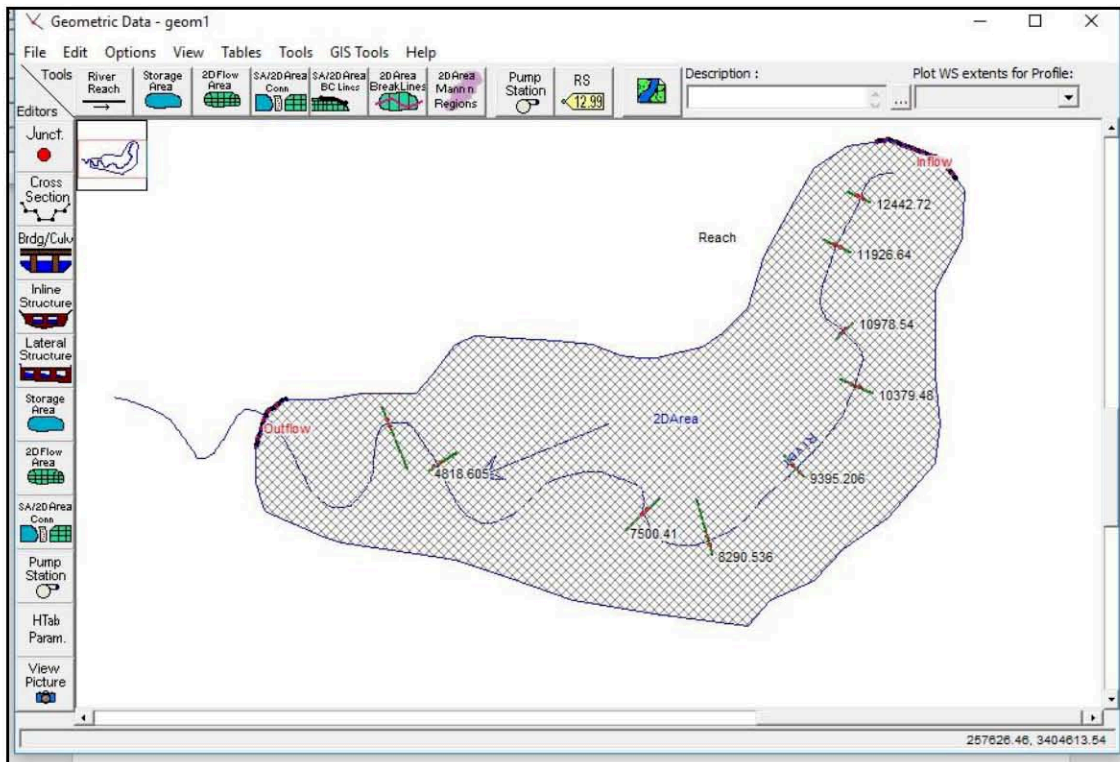 Geometric Data - geom1
File Edit Options View Tables Tools GIS Tools Help
Tools
River
Reach
Storage
Area
2D Flow
Area
SA/2D Area
Conn
SA/2D Area
BC Lines
2D Area
BreakLines
2D Area
Mann n
Regions
Pump
Station
RS
12.99
Description :
...
Plot WS extents for Profile:
Editors
Junct.
Cross
Section
Brdg/Culv
Inline
Structure
Lateral
Structure
Storage
Area
2D Flow
Area
SA/2D Area
Conn
Pump
Station
HTab
Param.
View
Picture
Inflow
12442.72
Reach
11926.64
10978.54
10379.48
2DArea
Outflow
River
4818.605
9395.206
7500.41
8290.536
257626.46, 3404613.54